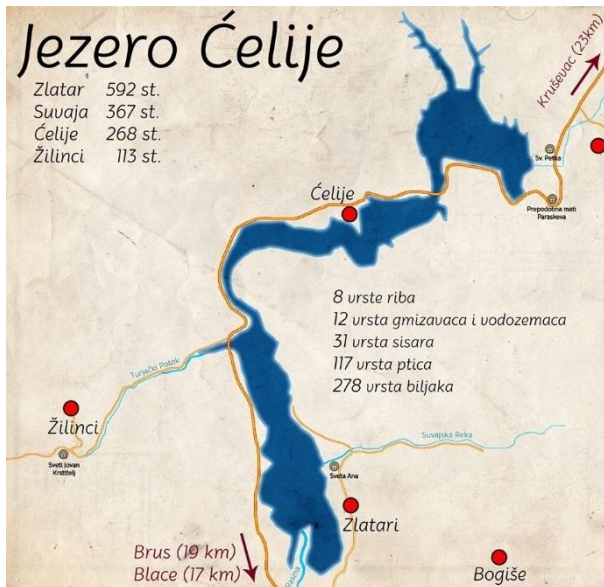 Jezero Ćelije
Zlatar 592 st.
Suvaja 367 st.
Ćelije 268 st.
Žilinci 113 st.
Kruševac (23km)
Sv. Petka
Prepodobna mati
Paraskeva
Ćelije
8 vrste riba
12 vrsta gmizavaca i vodozemaca
31 vrsta sisara
117 vrsta ptica
278 vrsta biljaka
Turjački Potok
Žilinci
Sveti Jovan
Krstitelj
Suvajska Reka
Sveta Ana
Zlatari
Brus (19 km)
Blace (17 km)
Rasina
Bogiše